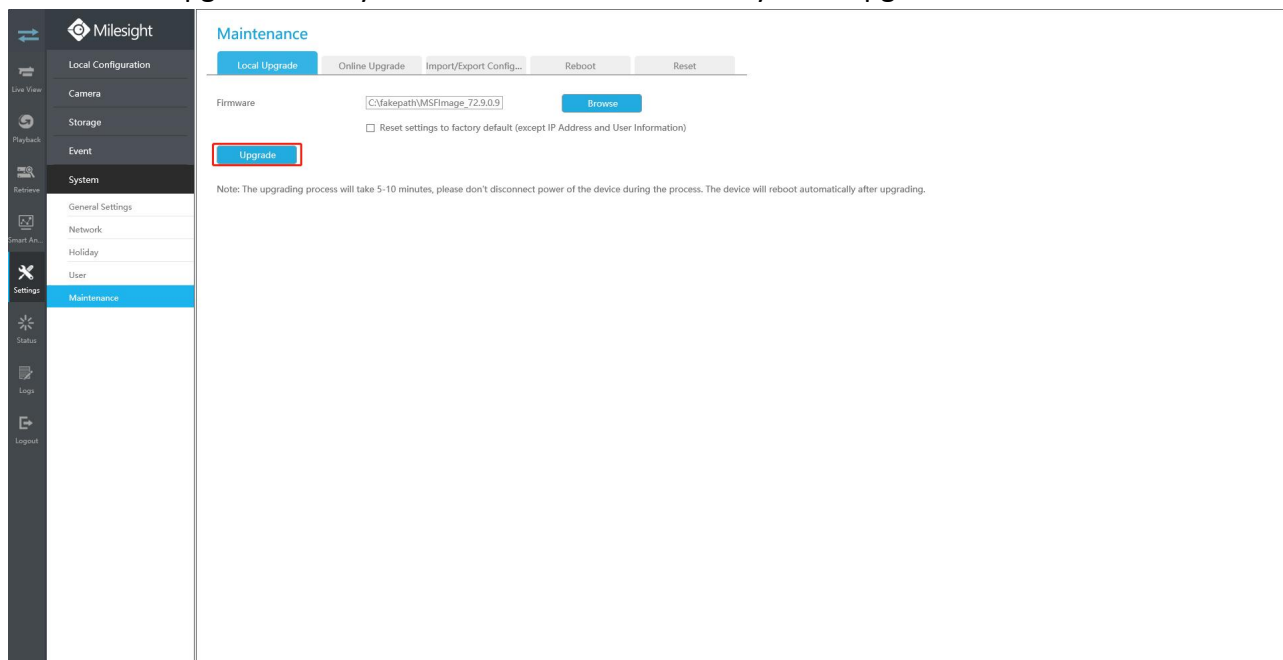 Milesight
Live View
Playback
Retrieve
Smart An...
Settings
Status
Logs
Logout
Local Configuration
Camera
Storage
Event
System
General Settings
Network
Holiday
User
Maintenance
Maintenance
Local Upgrade Online Upgrade Import/Export Config... Reboot Reset
Firmware C:\fakepath\MSFImage_72.9.0.9 Browse
Reset settings to factory default (except IP Address and User Information)
Upgrade
Note: The upgrading process will take 5-10 minutes, please don't disconnect power of the device during the process. The device will reboot automatically after upgrading.